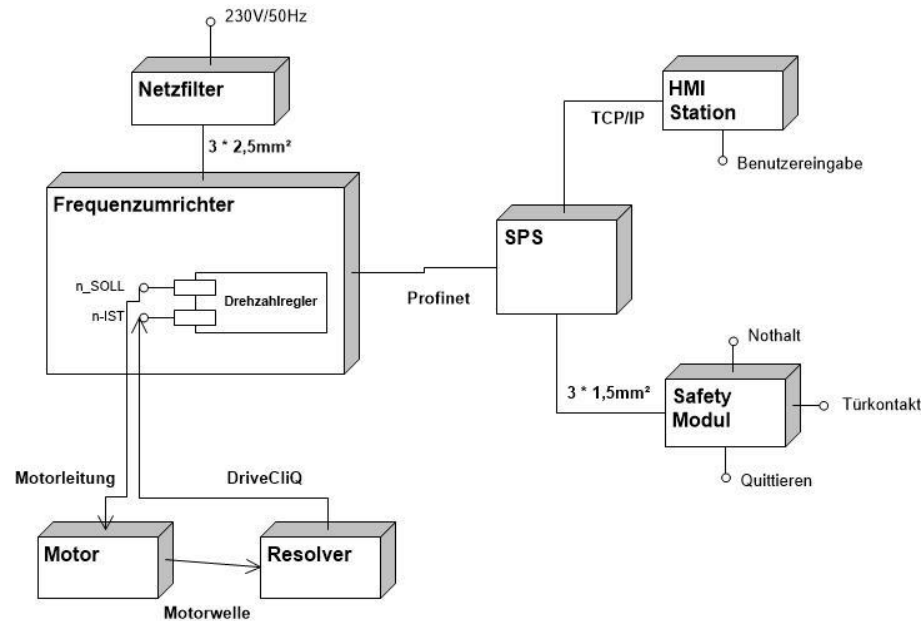 230V/50Hz
Netzfilter
3 * 2,5mm²
HMI
Station
TCP/IP
Benutzereingabe
Frequenzumrichter
SPS
n_SOLL
Drehzahlregler
n-IST
Profinet
Nothalt
3 * 1,5mm²
Safety
Modul
Türkontakt
Quittieren
Motorleitung
DriveCliQ
Motor
Resolver
Motorwelle